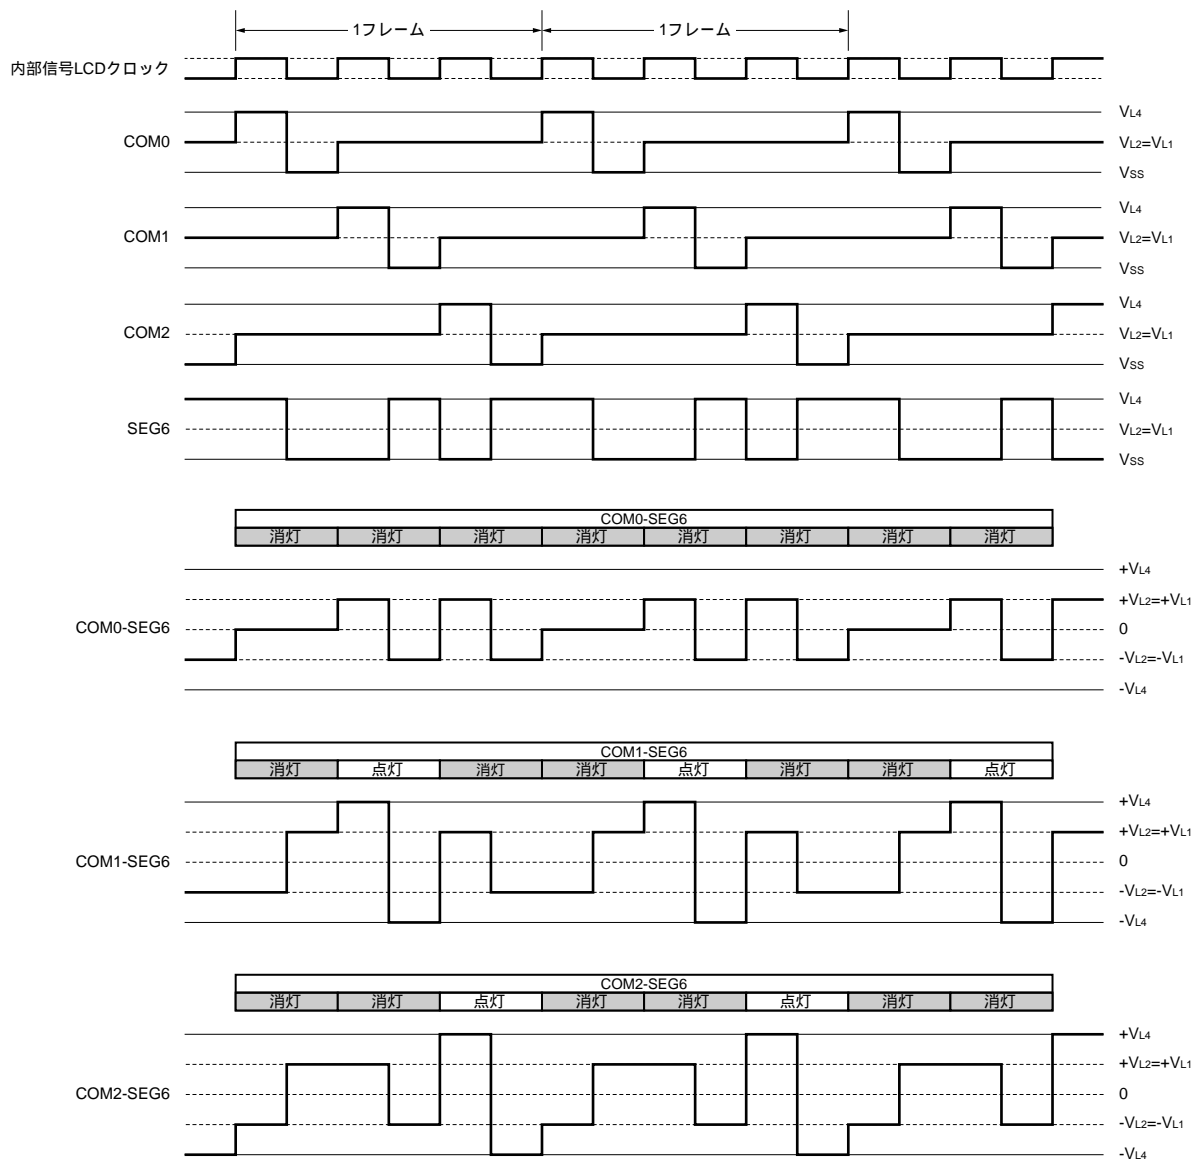 1フレーム 1フレーム
内部信号LCDクロック
VL4
COM0 VL2=VL1
VSS
VL4
COM1 VL2=VL1
VSS
VL4
COM2 VL2=VL1
VSS
VL4
SEG6 VL2=VL1
VSS
COM0-SEG6
消灯 消灯 消灯 消灯 消灯 消灯 消灯 消灯
+VL4
+VL2=+VL1
COM0-SEG6 0
-VL2=-VL1
-VL4
COM1-SEG6
消灯 点灯 消灯 消灯 点灯 消灯 消灯 点灯
+VL4
+VL2=+VL1
COM1-SEG6 0
-VL2=-VL1
-VL4
COM2-SEG6
消灯 消灯 点灯 消灯 消灯 点灯 消灯 消灯
+VL4
+VL2=+VL1
COM2-SEG6 0
-VL2=-VL1
-VL4